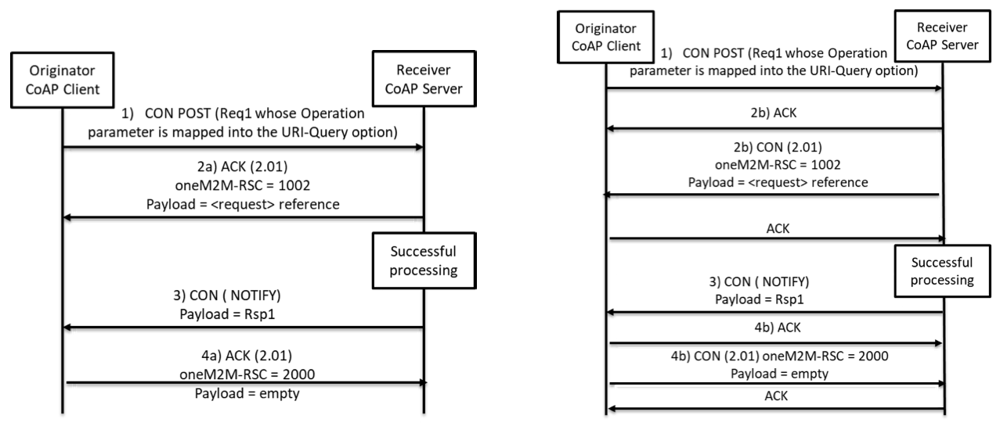 Originator
CoAP Client
Receiver
CoAP Server
1) CON POST (Req1 whose Operation
parameter is mapped into the URI-Query option)
2a) ACK (2.01)
oneM2M-RSC = 1002
Payload = <request> reference
Successful
processing
3) CON ( NOTIFY)
Payload = Rsp1
4a) ACK (2.01)
oneM2M-RSC = 2000
Payload = empty
Originator
CoAP Client
Receiver
CoAP Server
1) CON POST (Req1 whose Operation
parameter is mapped into the URI-Query option)
2b) ACK
2b) CON (2.01)
oneM2M-RSC = 1002
Payload = <request> reference
ACK
Successful
processing
3) CON ( NOTIFY)
Payload = Rsp1
4b) ACK
4b) CON (2.01) oneM2M-RSC = 2000
Payload = empty
ACK